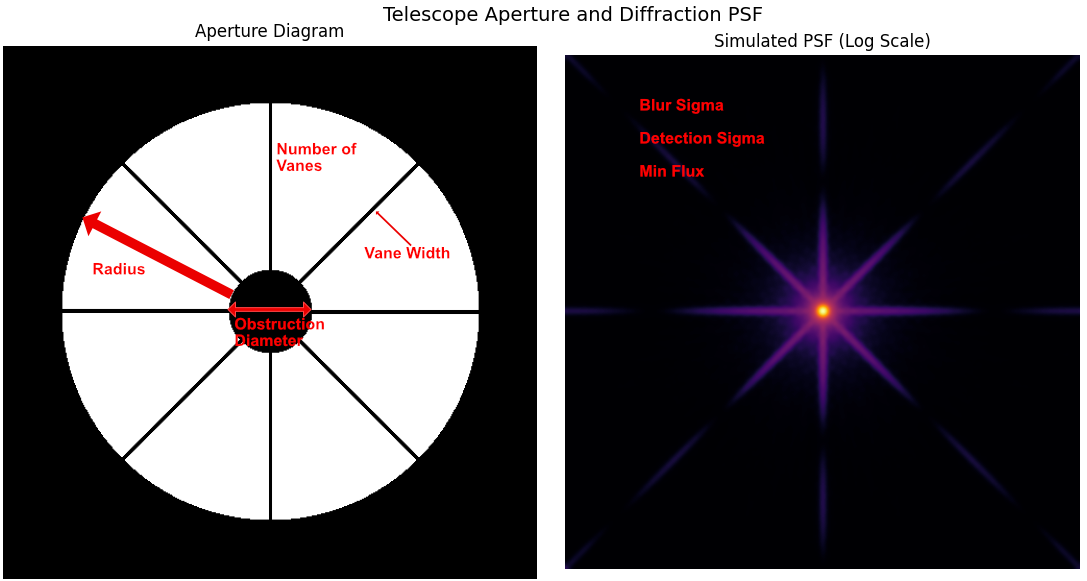 Telescope Aperture and Diffraction PSF
Aperture Diagram
Number of
Vanes
Vane Width
Radius
Obstruction
Diameter
Simulated PSF (Log Scale)
Blur Sigma
Detection Sigma
Min Flux